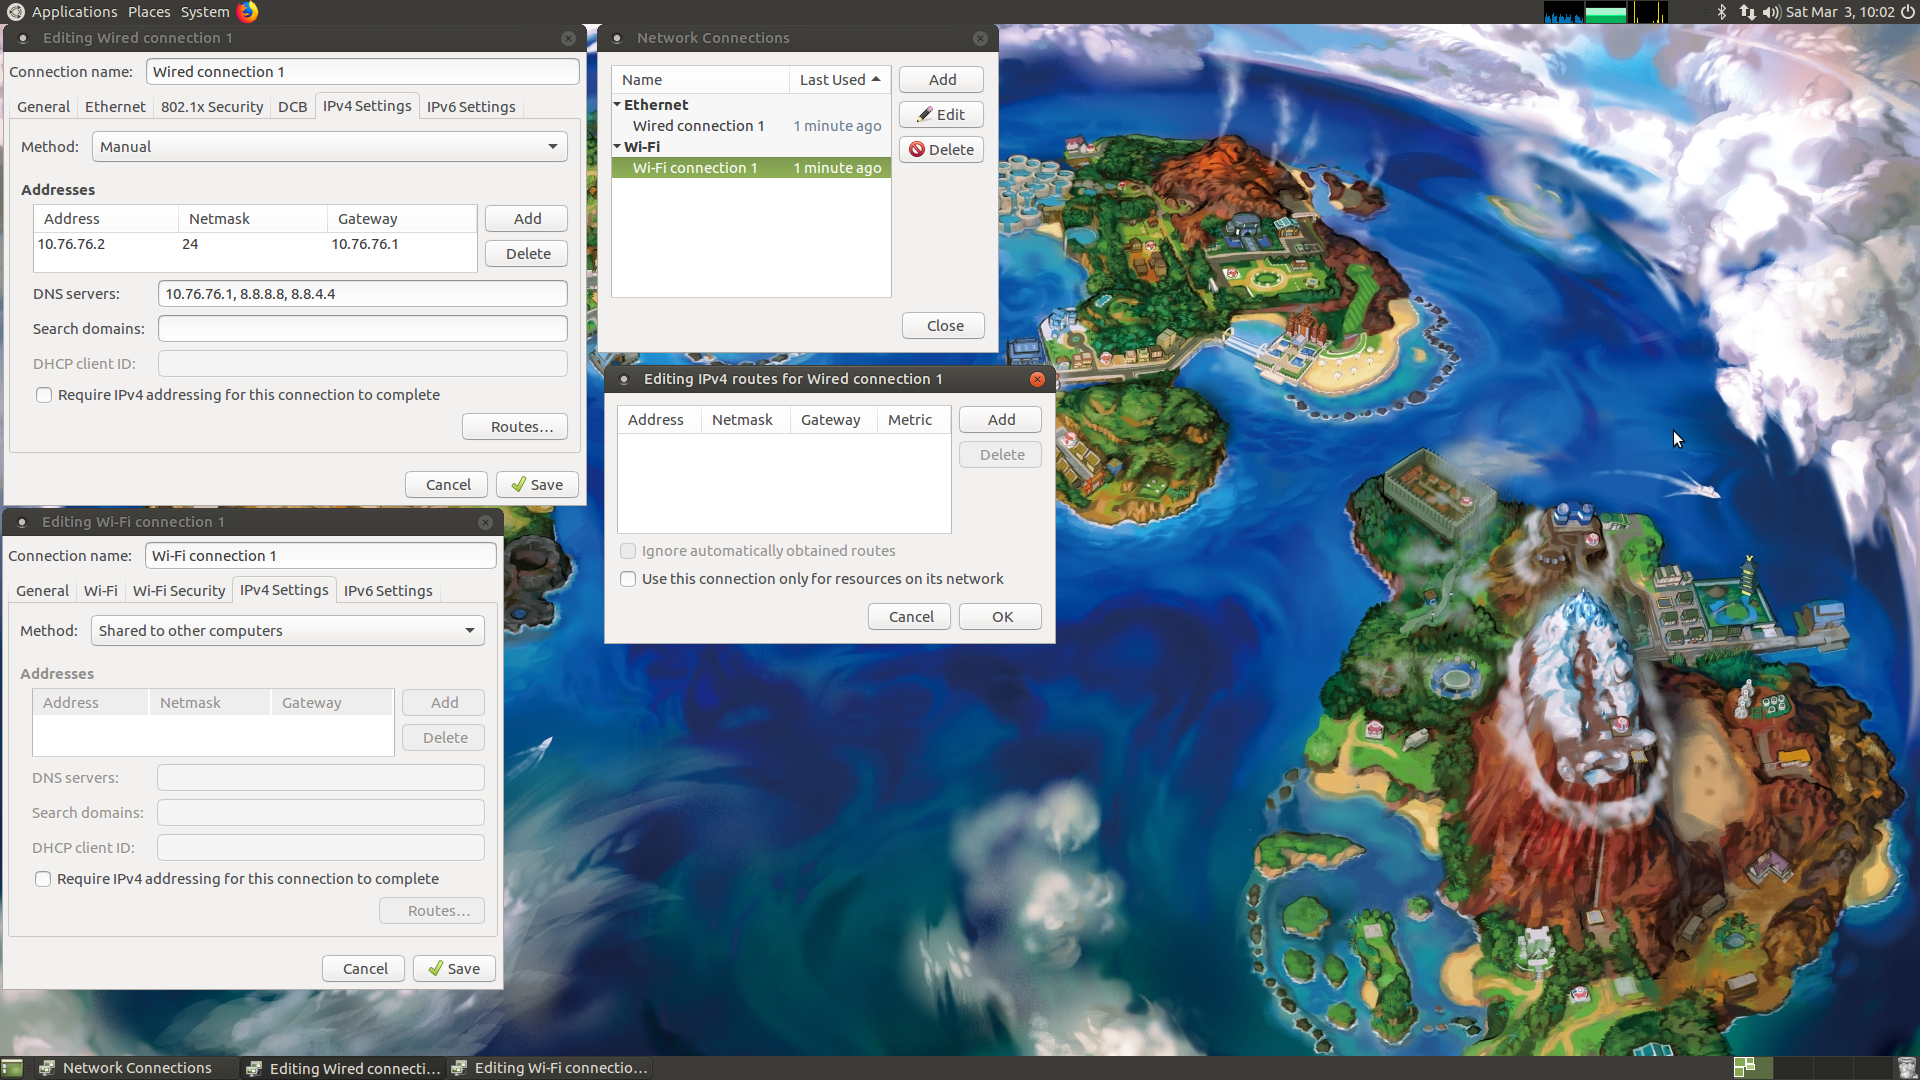 Applications Places System
Sat Mar 3, 10:02
Editing Wired connection 1
Connection name: Wired connection 1
General Ethernet 802.1x Security DCB IPv4 Settings IPv6 Settings
Method: Manual
Addresses
Address Netmask Gateway
10.76.76.2 24 10.76.76.1
Add
Delete
DNS servers: 10.76.76.1, 8.8.8.8, 8.8.4.4
Search domains:
DHCP client ID:
Require IPv4 addressing for this connection to complete
Routes…
Cancel Save
Network Connections
Name Last Used
Ethernet
Wired connection 1 1 minute ago
Wi-Fi
Wi-Fi connection 1 1 minute ago
Add
Edit
Delete
Close
Editing IPv4 routes for Wired connection 1
Address Netmask Gateway Metric
Add
Delete
Ignore automatically obtained routes
Use this connection only for resources on its network
Cancel OK
Editing Wi-Fi connection 1
Connection name: Wi-Fi connection 1
General Wi-Fi Wi-Fi Security IPv4 Settings IPv6 Settings
Method: Shared to other computers
Addresses
Address Netmask Gateway
Add
Delete
DNS servers:
Search domains:
DHCP client ID:
Require IPv4 addressing for this connection to complete
Routes…
Cancel Save
Network Connections
Editing Wired connecti…
Editing Wi-Fi connectio…